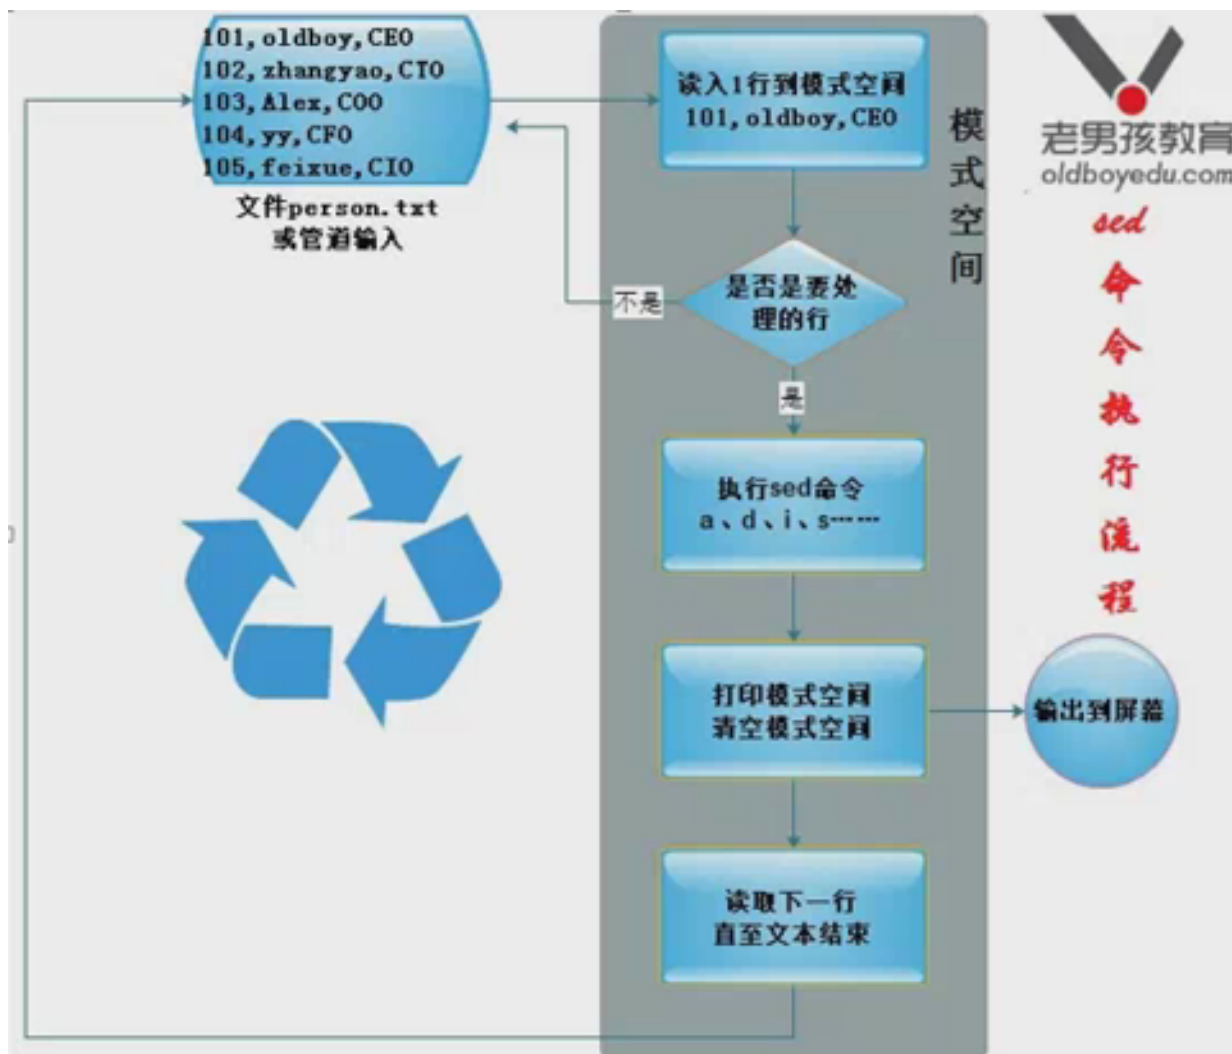 101,oldboy,CEO
102,zhangyao,CTO
103,Alex,COO
104,yy,CFO
105,feixue,CIO
文件person.txt
或管道输入
读入1行到模式空间
101,oldboy,CEO
模式空间
是否是要处
理的行
不是
是
执行sed命令
a、d、i、s……
打印模式空间
清空模式空间
输出到屏幕
读取下一行
直至文本结束
老男孩教育
oldboyedu.com
sed
命
令
执
行
流
程